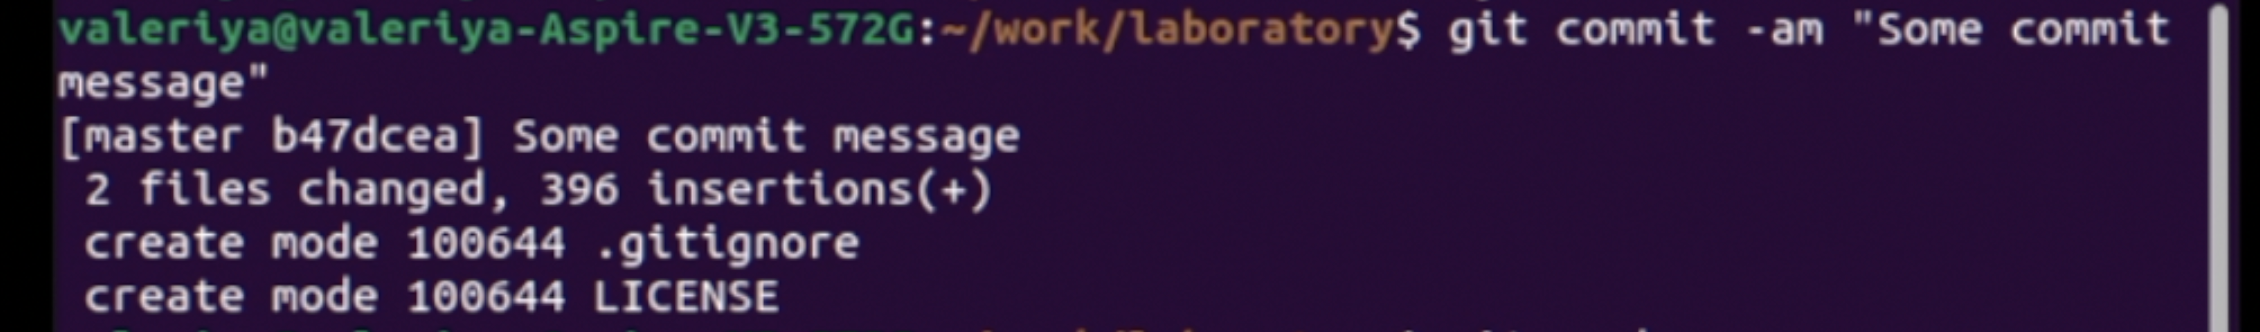 valeriya@valeriya-Aspire-V3-572G:~/work/laboratory$ git commit -am "Some commit
message"
[master b47dcea] Some commit message
 2 files changed, 396 insertions(+)
 create mode 100644 .gitignore
 create mode 100644 LICENSE